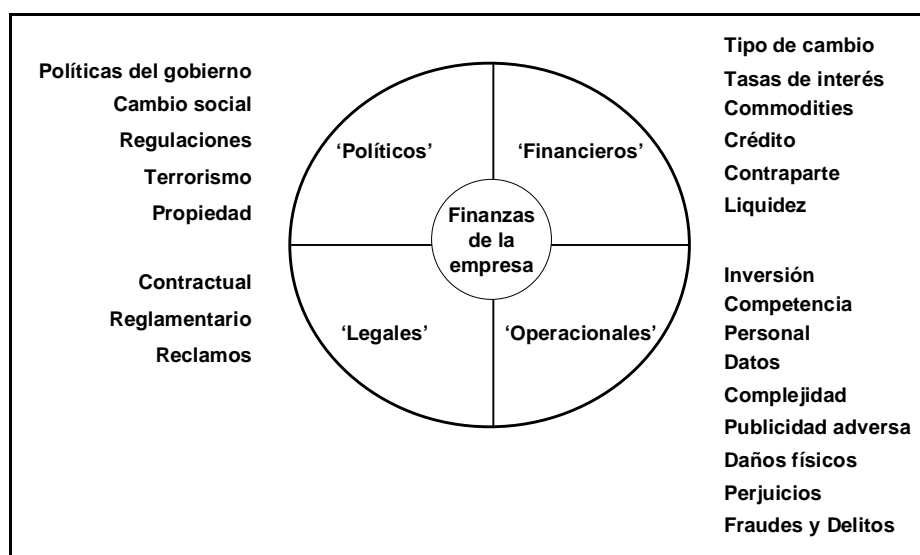 Políticas del gobierno
Cambio social
Regulaciones
Terrorismo
Propiedad
Contractual
Reglamentario
Reclamos
‘Políticos’
‘Financieros’
Finanzas
de la
empresa
‘Legales’
‘Operacionales’
Tipo de cambio
Tasas de interés
Commodities
Crédito
Contraparte
Liquidez
Inversión
Competencia
Personal
Datos
Complejidad
Publicidad adversa
Daños físicos
Perjuicios
Fraudes y Delitos